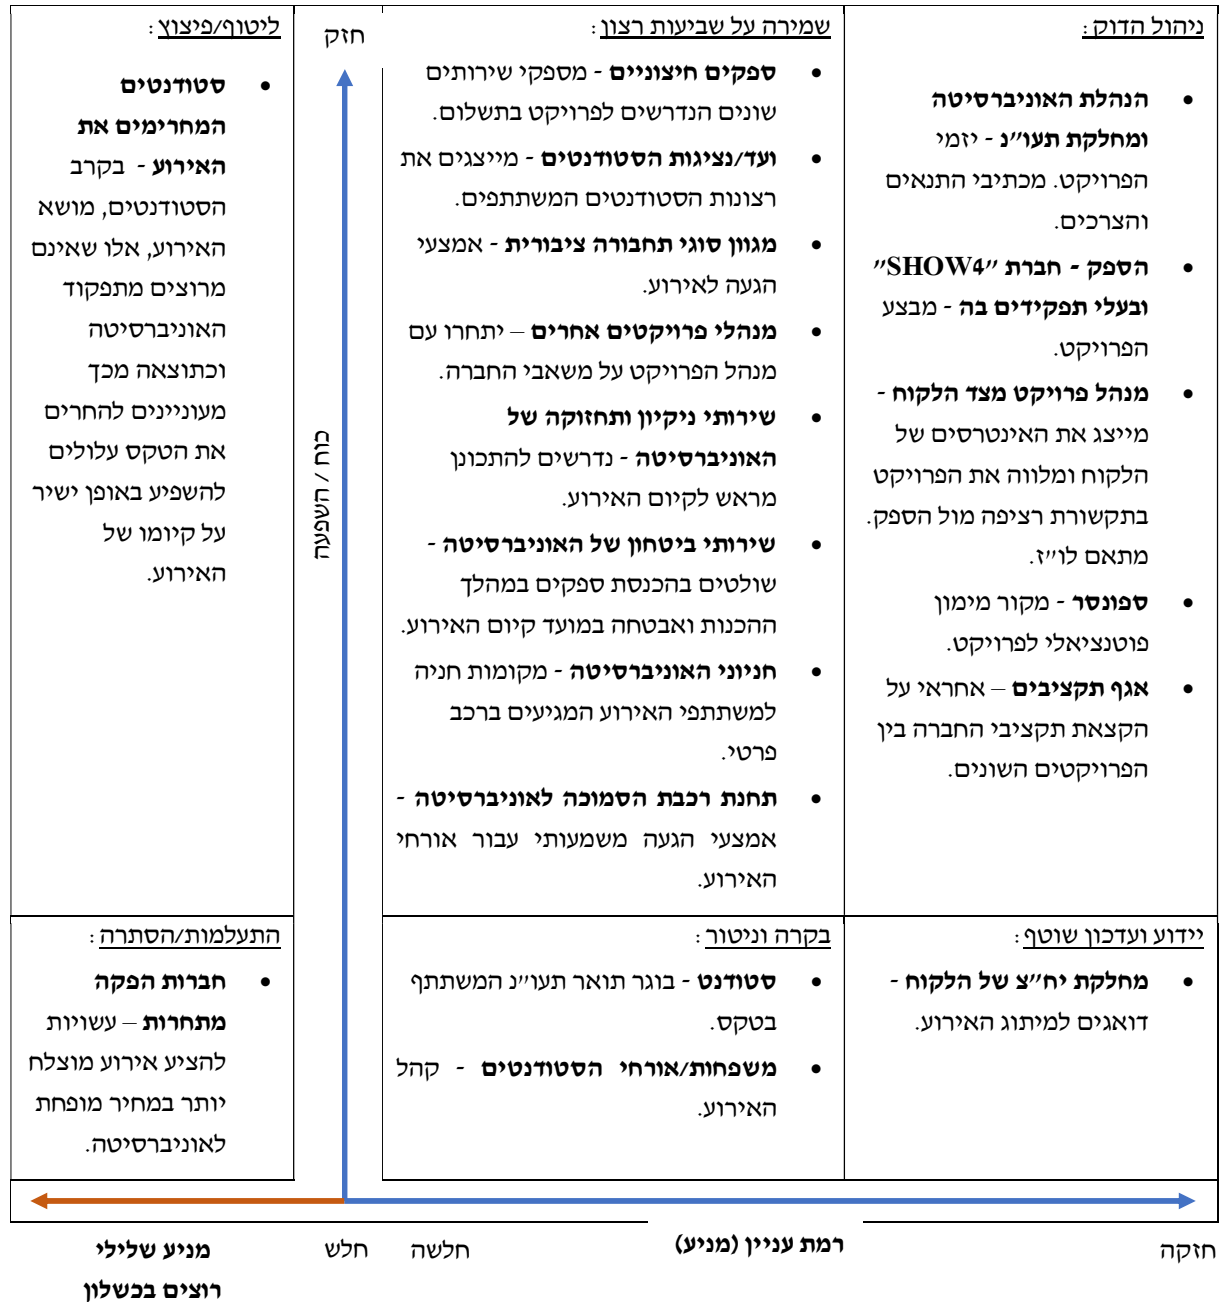 ניהול הדוק:
הנהלת האוניברסיטה
ומחלקת תעו״נ - יזמי
הפרויקט. מכתיבי התנאים
והצרכים.
הספק - חברת ״SHOW4״
ובעלי תפקידים בה - מבצע
הפרויקט.
מנהל פרויקט מצד הלקוח -
מייצג את האינטרסים של
הלקוח ומלווה את הפרויקט
בתקשורת רציפה מול הספק.
מתאם לו״ז.
ספונסר - מקור מימון
פוטנציאלי לפרויקט.
אגף תקציבים – אחראי על
הקצאת תקציבי החברה בין
הפרויקטים השונים.
שמירה על שביעות רצון:
ספקים חיצוניים - מספקי שירותים
שונים הנדרשים לפרויקט בתשלום.
ועד/נציגות הסטודנטים - מייצגים את
רצונות הסטודנטים המשתתפים.
מגוון סוגי תחבורה ציבורית - אמצעי
הגעה לאירוע.
מנהלי פרויקטים אחרים – יתחרו עם
מנהל הפרויקט על משאבי החברה.
שירותי ניקיון ותחזוקה של
האוניברסיטה - נדרשים להתכונן
מראש לקיום האירוע.
שירותי ביטחון של האוניברסיטה -
שולטים בהכנסת ספקים במהלך
ההכנות ואבטחה במועד קיום האירוע.
חניוני האוניברסיטה - מקומות חניה
למשתתפי האירוע המגיעים ברכב
פרטי.
תחנת רכבת הסמוכה לאוניברסיטה -
אמצעי הגעה משמעותי עבור אורחי
האירוע.
חזק
כוח / השפעה
ליטוף/פיצוץ:
סטודנטים
המחרימים את
האירוע - בקרב
הסטודנטים, מושא
האירוע, אלו שאינם
מרוצים מתפקוד
האוניברסיטה
וכתוצאה מכך
מעוניינים להחרים
את הטקס עלולים
להשפיע באופן ישיר
על קיומו של
האירוע.
יידוע ועדכון שוטף:
מחלקת יח״צ של הלקוח -
דואגים למיתוג האירוע.
בקרה וניטור:
סטודנט - בוגר תואר תעו״נ המשתתף
בטקס.
משפחות/אורחי הסטודנטים - קהל
האירוע.
התעלמות/הסתרה:
חברות הפקה
מתחרות – עשויות
להציע אירוע מוצלח
יותר במחיר מופחת
לאוניברסיטה.
חזקה
רמת עניין (מניע)
חלשה
חלש
מניע שלילי
רוצים בכשלון